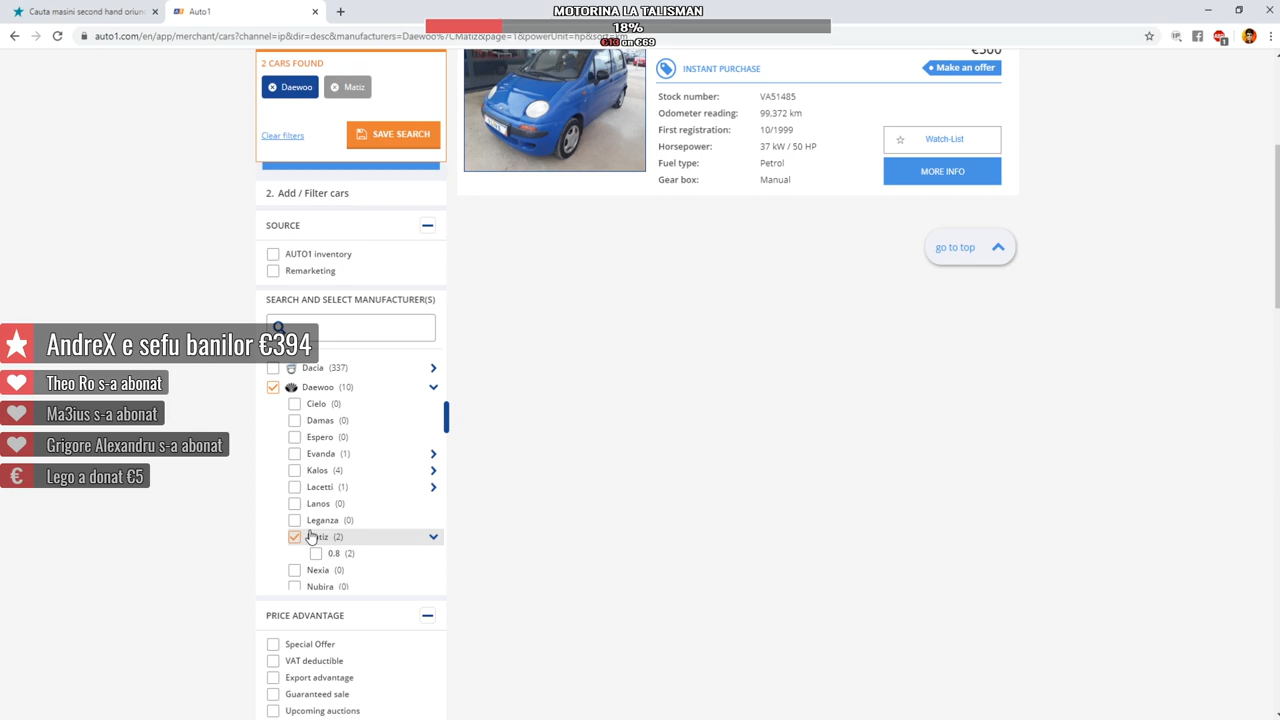 Cauta masini second hand oriunc
Auto1
MOTORINA LA TALISMAN
18%
€13 on €69
auto1.com/en/app/merchant/cars?channel=ip&dir=desc&manufacturers=Daewoo%7CMatiz&page=1&powerUnit=hp&sort=km
2 CARS FOUND
Daewoo
Matiz
Clear filters
SAVE SEARCH
€500
INSTANT PURCHASE
Make an offer
Stock number: VA51485
Odometer reading: 99,372 km
First registration: 10/1999
Horsepower: 37 kW / 50 HP
Fuel type: Petrol
Gear box: Manual
Watch-List
MORE INFO
go to top
2. Add / Filter cars
SOURCE
AUTO1 inventory
Remarketing
SEARCH AND SELECT MANUFACTURER(S)
Dacia (337)
Daewoo (10)
Cielo (0)
Damas (0)
Espero (0)
Evanda (1)
Kalos (4)
Lacetti (1)
Lanos (0)
Leganza (0)
Matiz (2)
0.8 (2)
Nexia (0)
Nubira (0)
PRICE ADVANTAGE
Special Offer
VAT deductible
Export advantage
Guaranteed sale
Upcoming auctions
AndreX e sefu banilor €394
Theo Ro s-a abonat
Ma3ius s-a abonat
Grigore Alexandru s-a abonat
Lego a donat €5